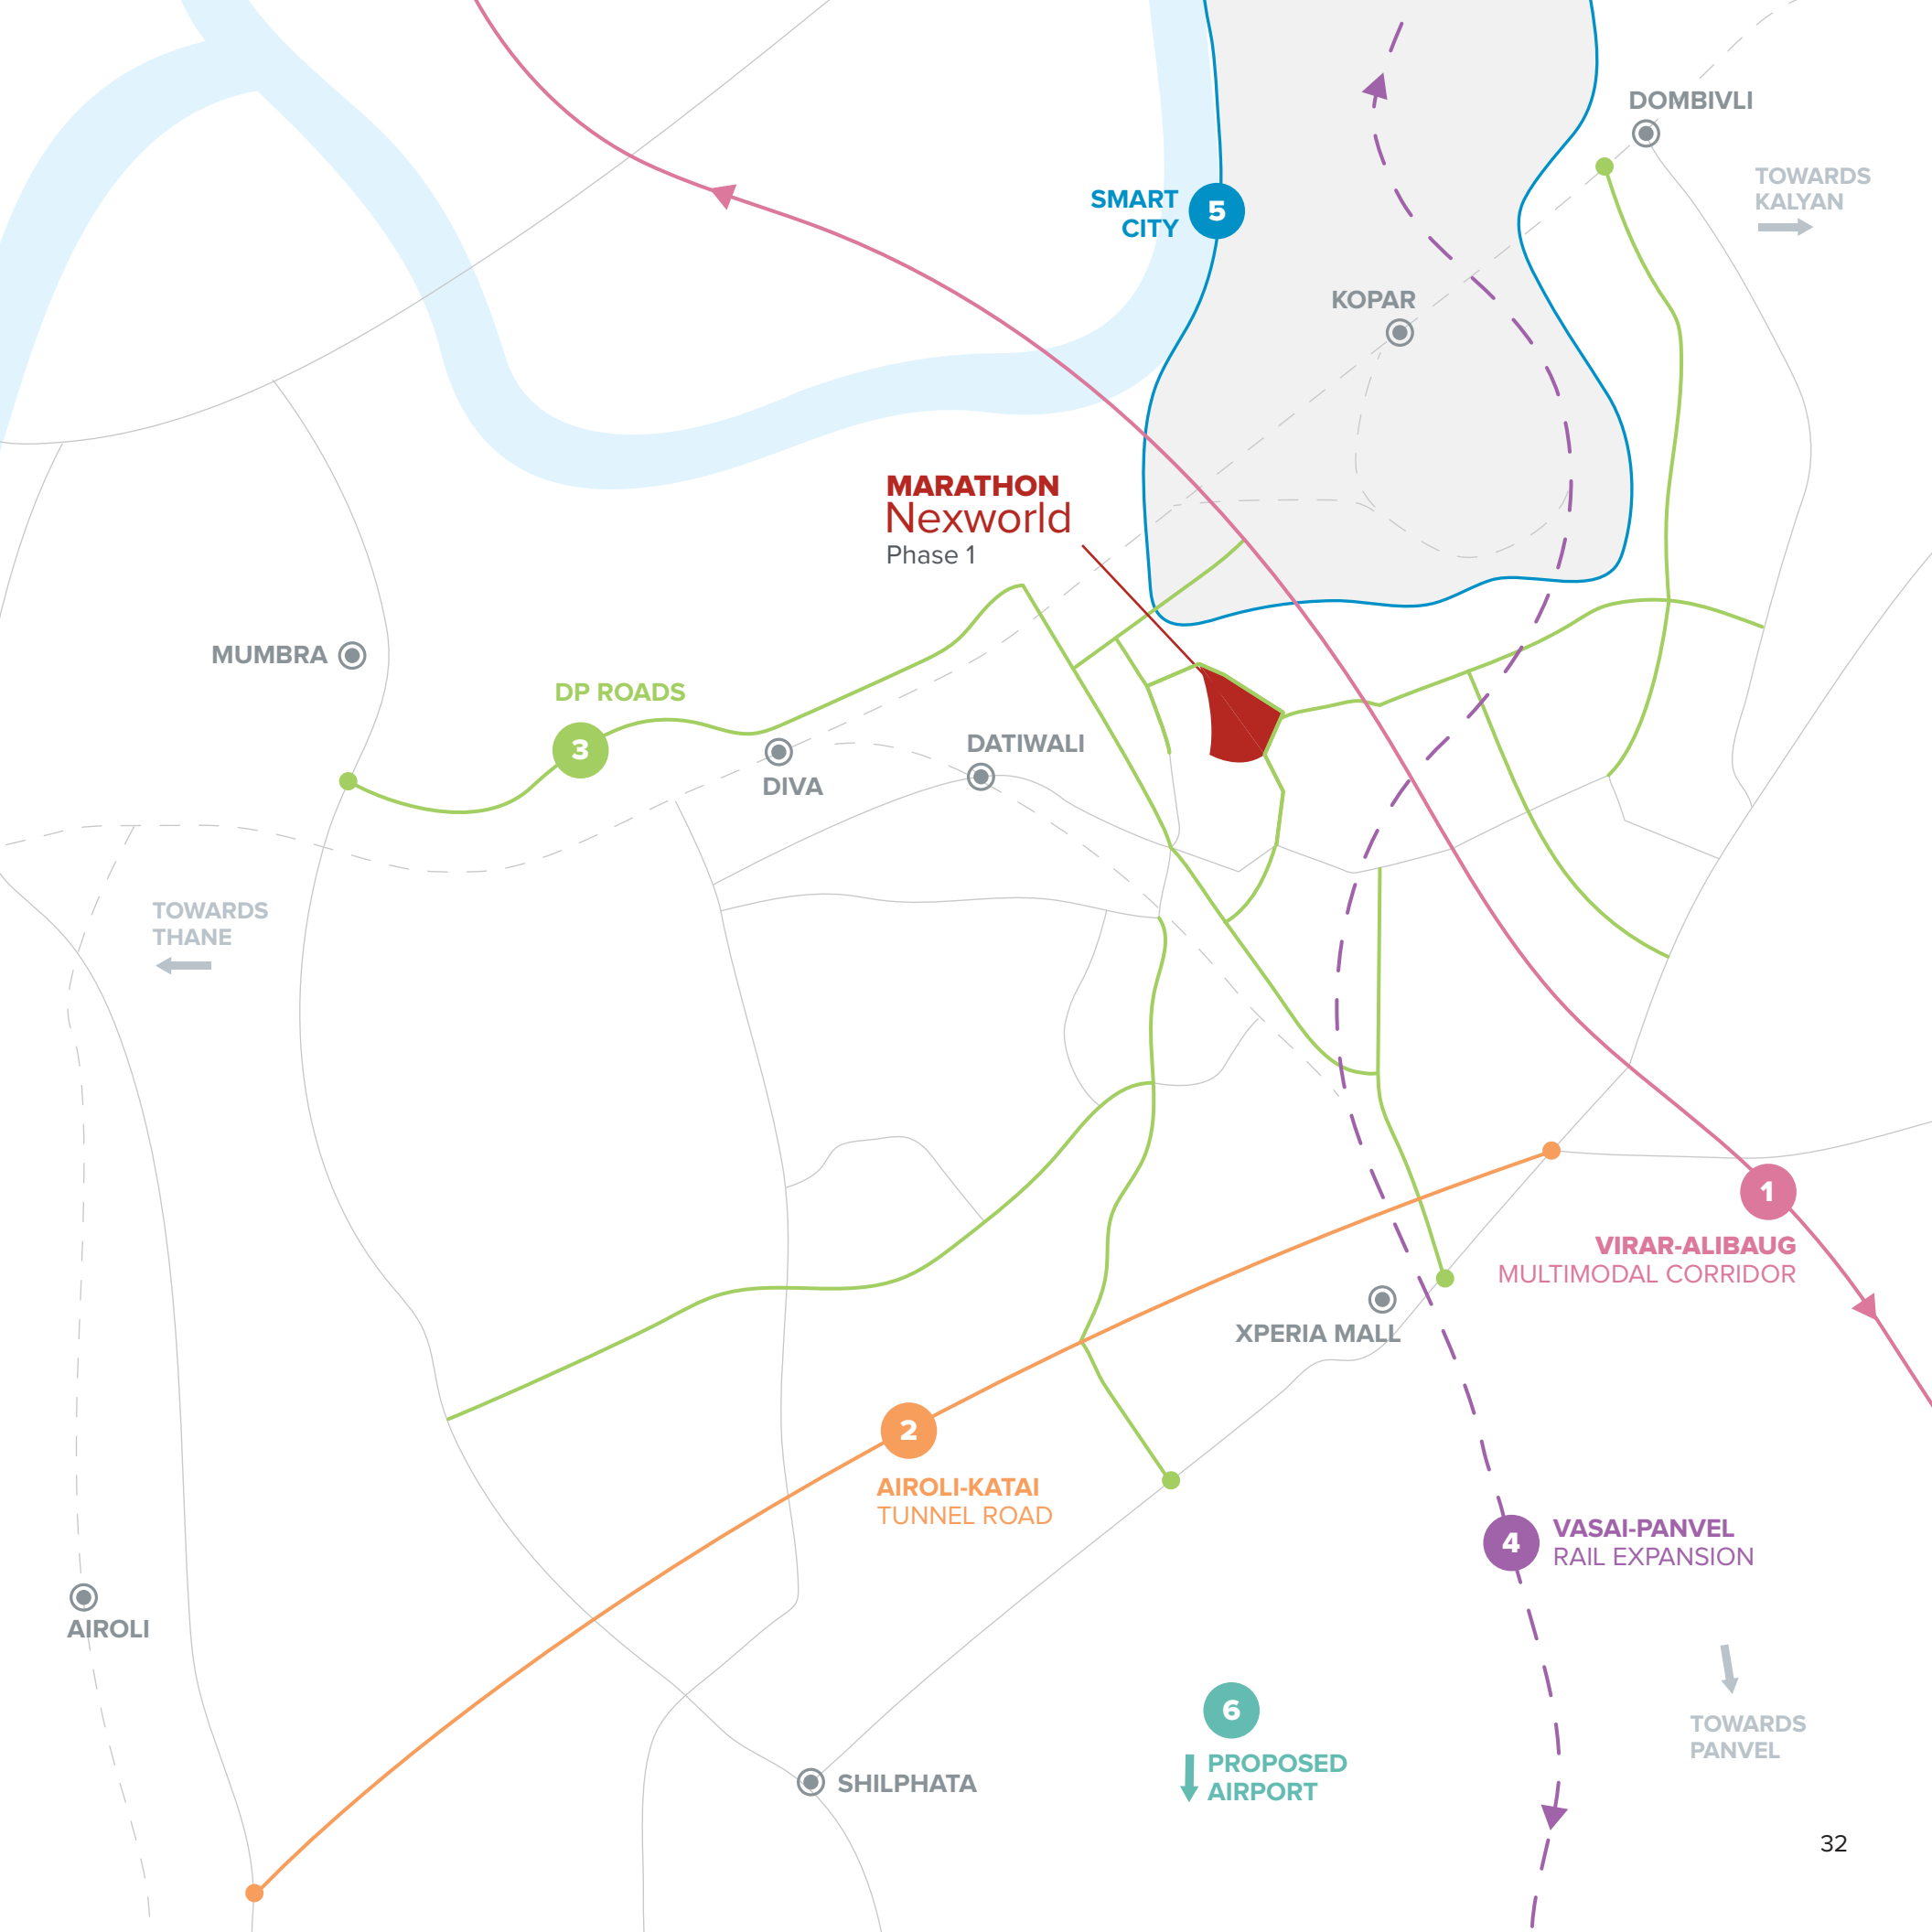 DOMBIVLI
TOWARDS
KALYAN
SMART
CITY
5
KOPAR
MARATHON
Nexworld
Phase 1
MUMBRA
DP ROADS
3
DIVA
DATIWALI
TOWARDS
THANE
1
VIRAR-ALIBAUG
MULTIMODAL CORRIDOR
XPERIA MALL
2
AIROLI-KATAI
TUNNEL ROAD
4
VASAI-PANVEL
RAIL EXPANSION
AIROLI
6
PROPOSED
AIRPORT
TOWARDS
PANVEL
SHILPHATA
32